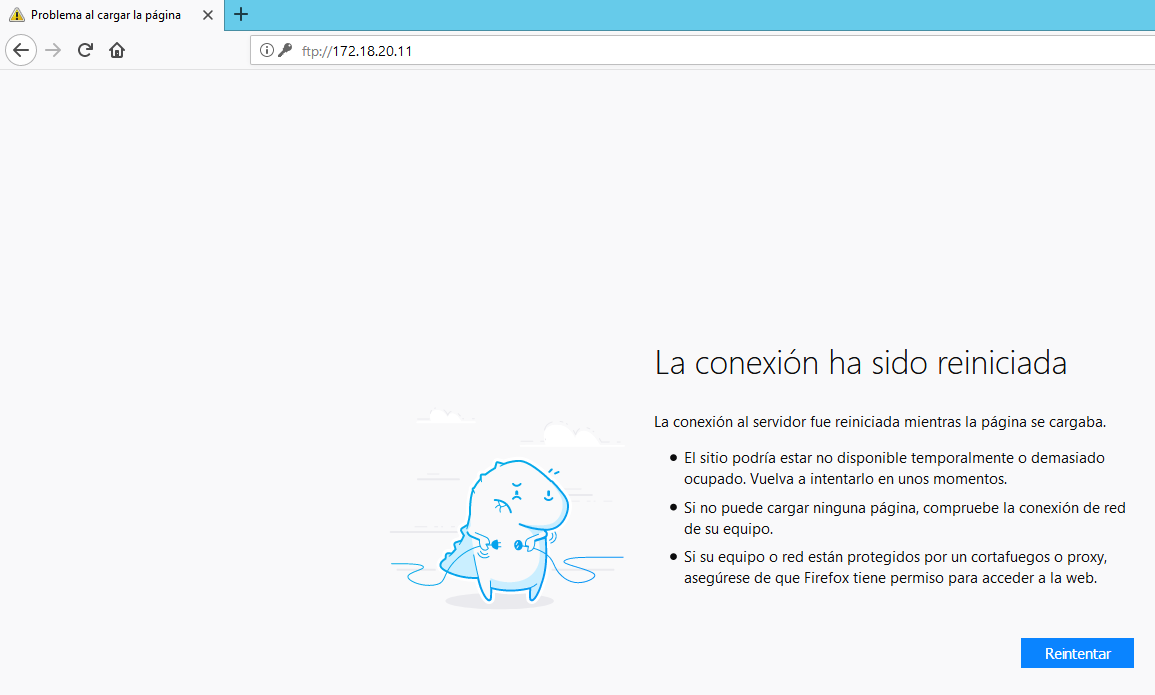 Problema al cargar la página
ftp://172.18.20.11
La conexión ha sido reiniciada
La conexión al servidor fue reiniciada mientras la página se cargaba.
El sitio podría estar no disponible temporalmente o demasiado
ocupado. Vuelva a intentarlo en unos momentos.
Si no puede cargar ninguna página, compruebe la conexión de red
de su equipo.
Si su equipo o red están protegidos por un cortafuegos o proxy,
asegúrese de que Firefox tiene permiso para acceder a la web.
Reintentar